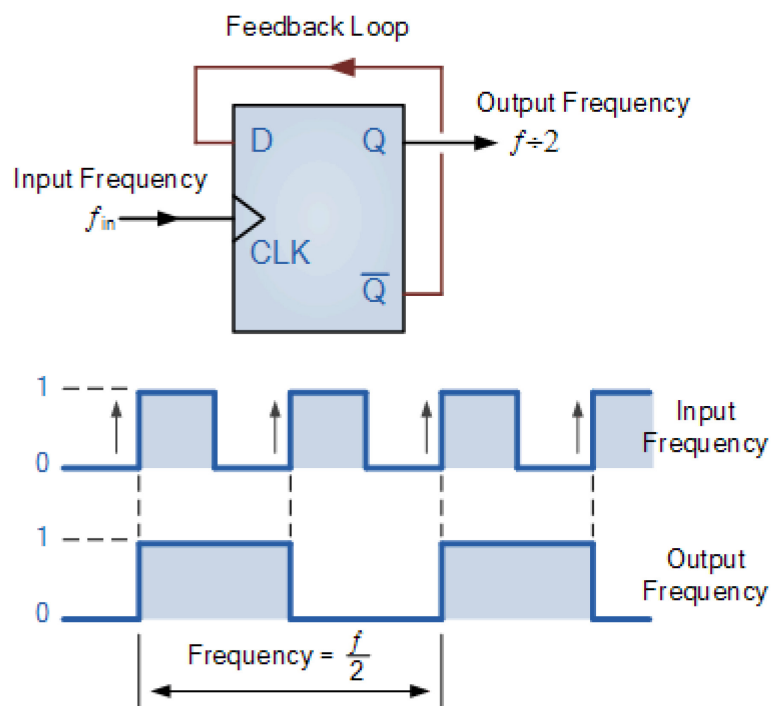 Feedback Loop
Output Frequency
D
Q
f÷2
Input Frequency
fin
CLK
Q̅
1
0
Input
Frequency
1
0
Output
Frequency
Frequency = f/2